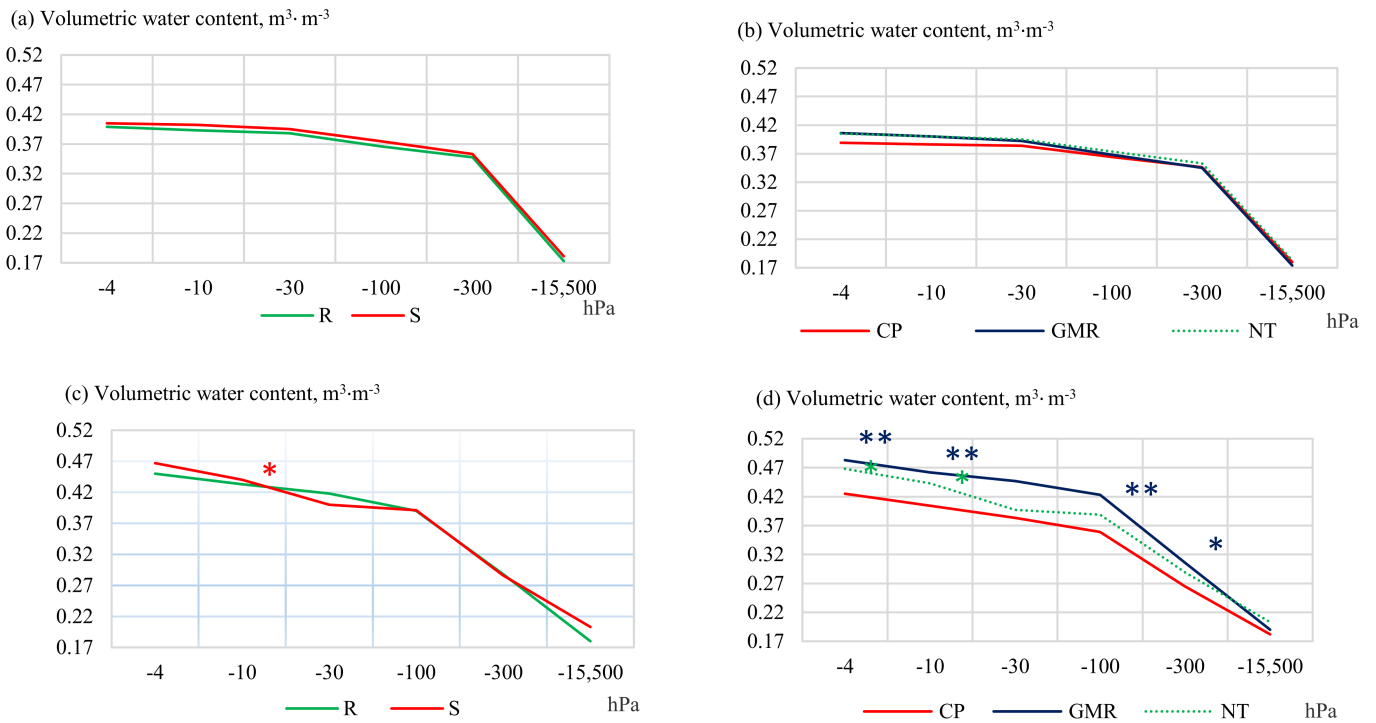 (a) Volumetric water content, m³· m⁻³
0.52
0.47
0.42
0.37
0.32
0.27
0.22
0.17
-4 -10 -30 -100 -300 -15,500
hPa
R S
(b) Volumetric water content, m³·m⁻³
0.52
0.47
0.42
0.37
0.32
0.27
0.22
0.17
-4 -10 -30 -100 -300 -15,500
hPa
CP GMR NT
(c) Volumetric water content, m³·m⁻³
0.52
0.47
*
0.42
0.37
0.32
0.27
0.22
0.17
-4 -10 -30 -100 -300 -15,500
hPa
R S
(d) Volumetric water content, m³· m⁻³
0.52
**
**
0.47
*
*
**
0.42
0.37
*
0.32
0.27
0.22
0.17
-4 -10 -30 -100 -300 -15,500
hPa
CP GMR NT